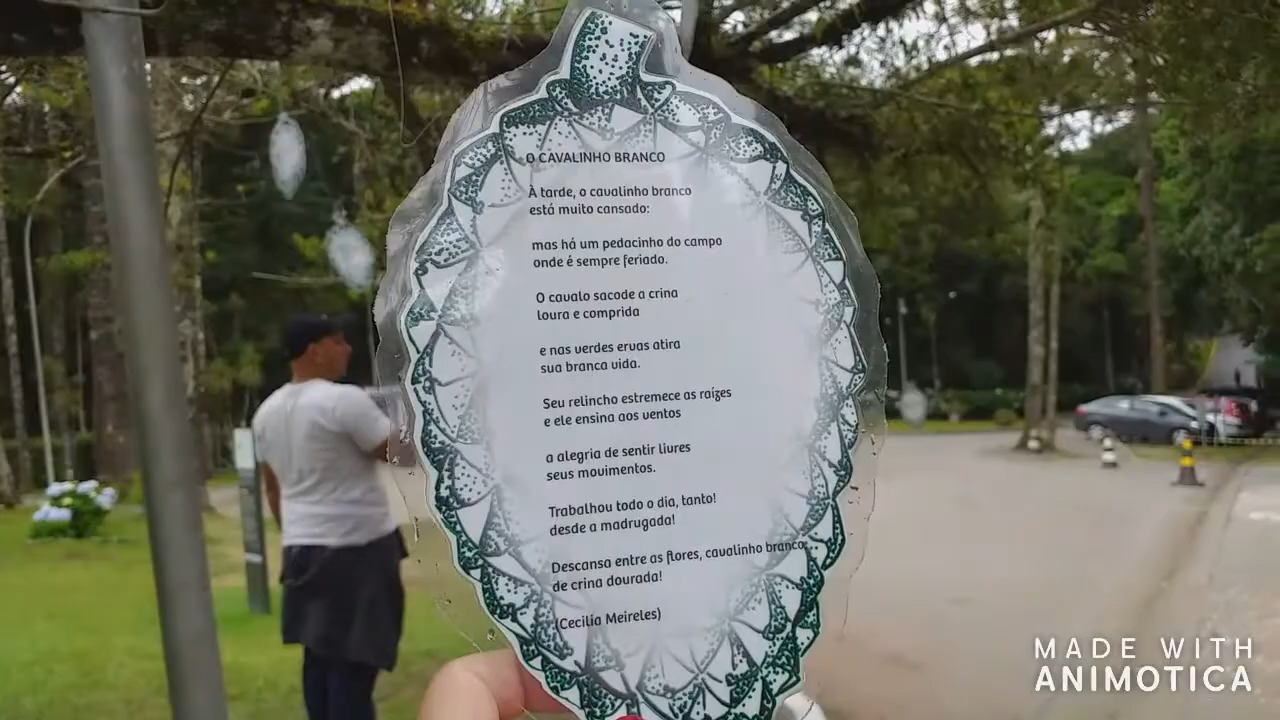 O CAVALINHO BRANCO
À tarde, o cavalinho branco
está muito cansado:
mas há um pedacinho do campo
onde é sempre feriado.
O cavalo sacode a crina
loura e comprida
e nas verdes ervas atira
sua branca vida.
Seu relincho estremece as raízes
e ele ensina aos ventos
a alegria de sentir livres
seus movimentos.
Trabalhou todo o dia, tanto!
desde a madrugada!
Descansa entre as flores, cavalinho branco,
de crina dourada!
(Cecilia Meireles)
MADE WITH
ANIMOTICA